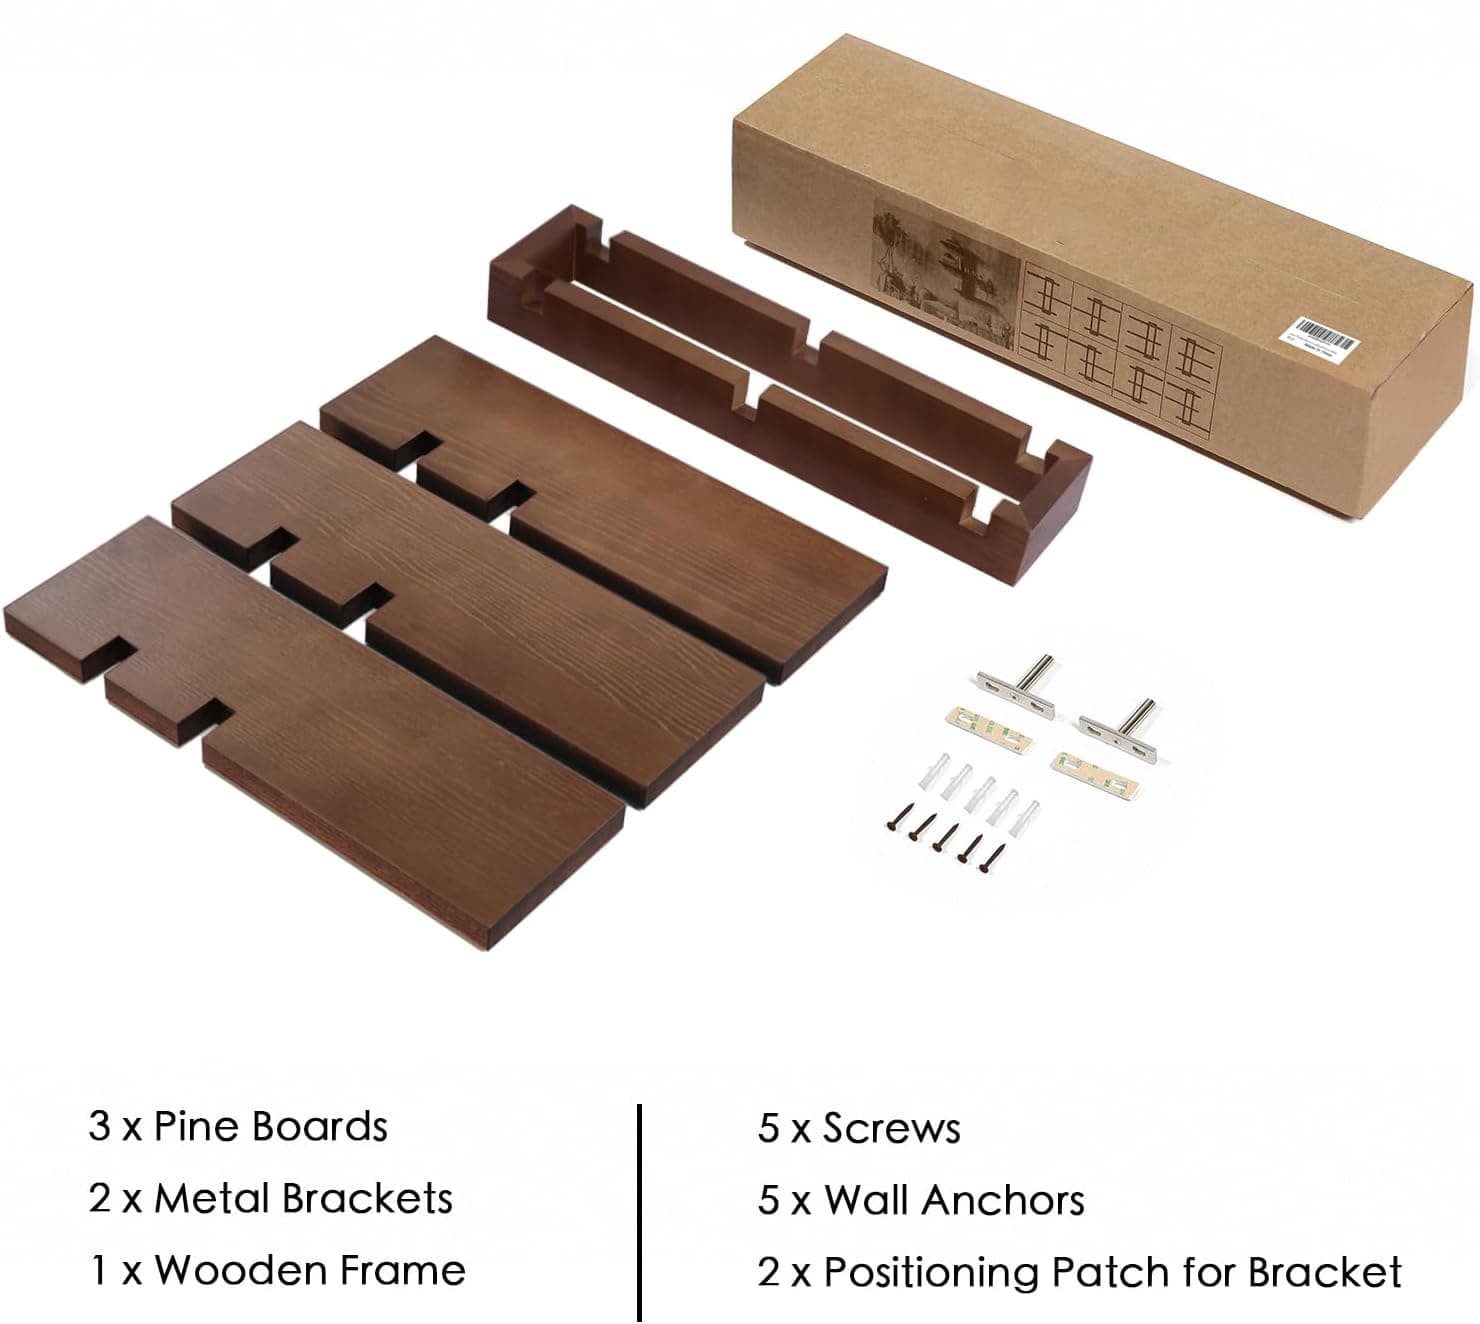 3 x Pine Boards
2 x Metal Brackets
1 x Wooden Frame
5 x Screws
5 x Wall Anchors
2 x Positioning Patch for Bracket